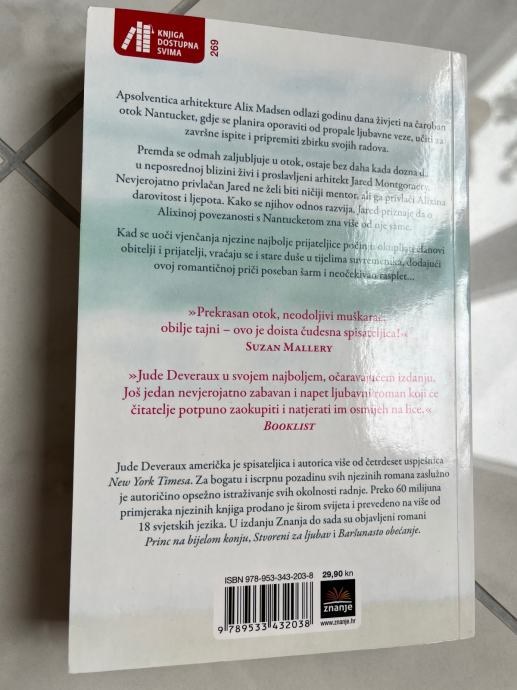 KNJIGA
DOSTUPNA
SVIMA
269
Apsolventica arhitekture Alix Madsen odlazi godinu dana živjeti na čaroban
otok Nantucket, gdje se planira oporaviti od propale ljubavne veze, učiti za
završne ispite i pripremiti zbirku svojih radova.
Premda se odmah zaljubljuje u otok, ostaje bez daha kada dozna da
u neposrednoj blizini živi i proslavljeni arhitekt Jared Montgomery.
Nevjerojatno privlačan Jared ne želi biti ničiji mentor, ali ga privlači Alixina
darovitost i ljepota. Kako se njihov odnos razvija, Jared priznaje da o
Alixinoj povezanosti s Nantucketom zna više od nje same.
Kad se uoči vjenčanja njezine najbolje prijateljice počinju okupljati članovi
obitelji i prijatelji, vraćaju se i stare duše u tijelima suvremenika, dodajući
ovoj romantičnoj priči poseban šarm i neočekivan rasplet...
»Prekrasan otok, neodoljivi muškarac,
obilje tajni – ovo je doista čudesna spisateljica!«
SUZAN MALLERY
»Jude Deveraux u svojem najboljem, očaravajućem izdanju.
Još jedan nevjerojatno zabavan i napet ljubavni roman koji će
čitatelje potpuno zaokupiti i natjerati im osmijeh na lice.«
BOOKLIST
Jude Deveraux američka je spisateljica i autorica više od četrdeset uspješnica
New York Timesa. Za bogatu i iscrpnu pozadinu svih njezinih romana zaslužno
je autoričino opsežno istraživanje svih okolnosti radnje. Preko 60 milijuna
primjeraka njezinih knjiga prodano je širom svijeta i prevedeno na više od
18 svjetskih jezika. U izdanju Znanja do sada su objavljeni romani
Princ na bijelom konju, Stvoreni za ljubav i Baršunasto obećanje.
ISBN 978-953-343-203-8
29,90 kn
9 789533 432038
znanje
www.znanje.hr